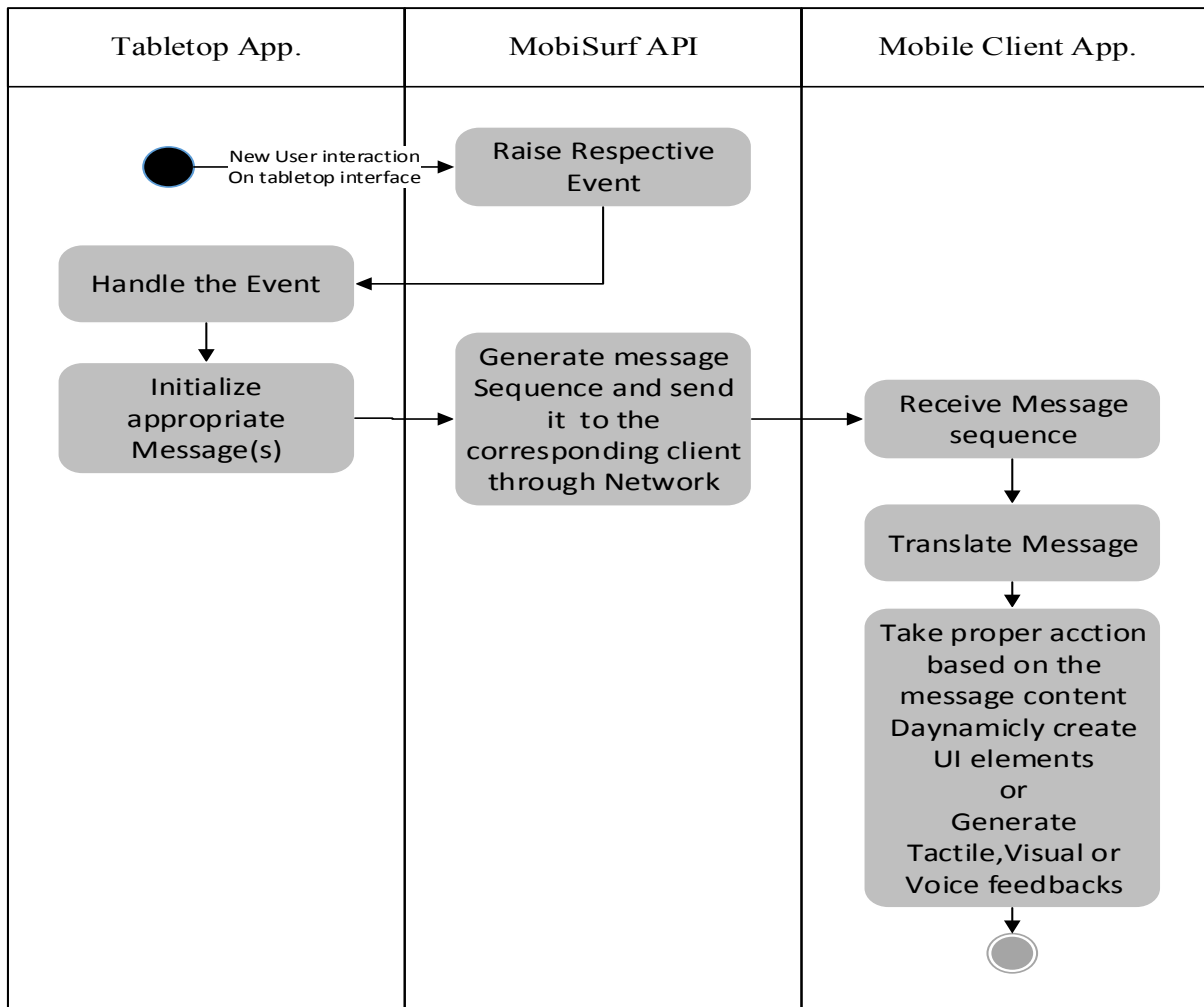 Tabletop App.
MobiSurf API
Mobile Client App.
New User interaction
On tabletop interface
Raise Respective
Event
Handle the Event
Initialize
appropriate
Message(s)
Generate message
Sequence and send
it to the
corresponding client
through Network
Receive Message
sequence
Translate Message
Take proper acction
based on the
message content
Daynamicly create
UI elements
or
Generate
Tactile,Visual or
Voice feedbacks